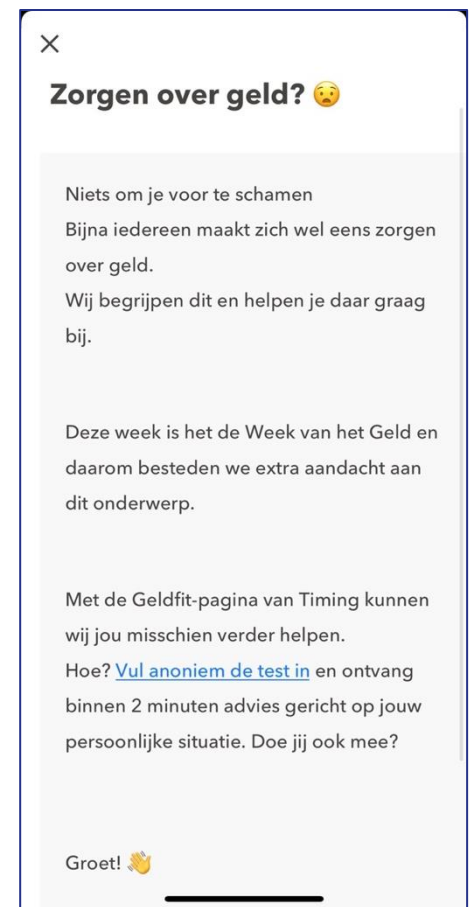 Zorgen over geld? 😧
Niets om je voor te schamen
Bijna iedereen maakt zich wel eens zorgen
over geld.
Wij begrijpen dit en helpen je daar graag
bij.
Deze week is het de Week van het Geld en
daarom besteden we extra aandacht aan
dit onderwerp.
Met de Geldfit-pagina van Timing kunnen
wij jou misschien verder helpen.
Hoe? Vul anoniem de test in en ontvang
binnen 2 minuten advies gericht op jouw
persoonlijke situatie. Doe jij ook mee?
Groet! 👋